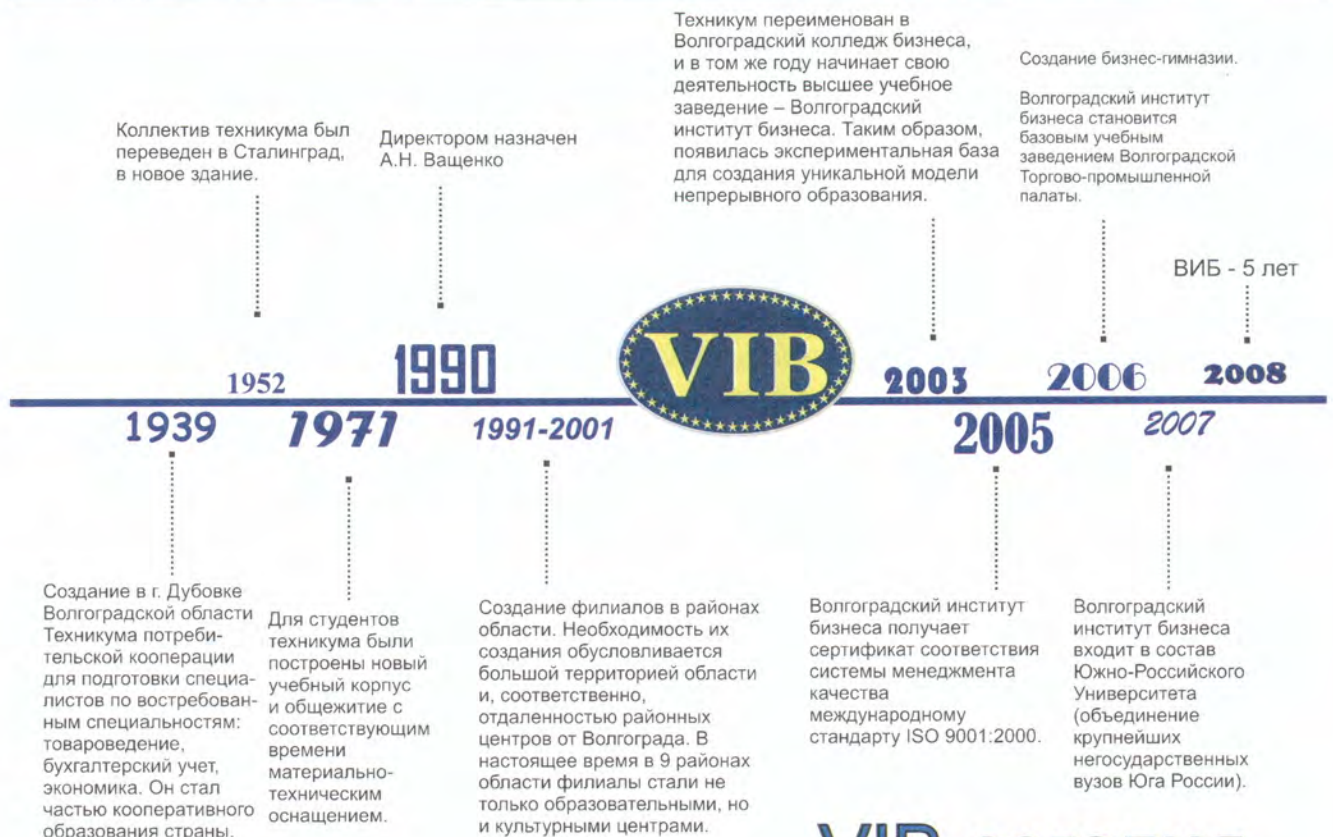 Коллектив техникума был
переведен в Сталинград,
в новое здание.
Директором назначен
А.Н. Ващенко
Техникум переименован в
Волгоградский колледж бизнеса,
и в том же году начинает свою
деятельность высшее учебное
заведение – Волгоградский
институт бизнеса. Таким образом,
появилась экспериментальная база
для создания уникальной модели
непрерывного образования.
Создание бизнес-гимназии.
Волгоградский институт
бизнеса становится
базовым учебным
заведением Волгоградской
Торгово-промышленной
палаты.
ВИБ - 5 лет
1952
1990
VIB
2003
2006
2008
1939
1971
1991-2001
2005
2007
Создание в г. Дубовке
Волгоградской области
Техникума потреби-
тельской кооперации
для подготовки специа-
листов по востребован-
ным специальностям:
товароведение,
бухгалтерский учет,
экономика. Он стал
частью кооперативного
образования страны.
Для студентов
техникума были
построены новый
учебный корпус
и общежитие с
соответствующим
времени
материально-
техническим
оснащением.
Создание филиалов в районах
области. Необходимость их
создания обусловливается
большой территорией области
и, соответственно,
отдаленностью районных
центров от Волгограда. В
настоящее время в 9 районах
области филиалы стали не
только образовательными, но
и культурными центрами.
Волгоградский институт
бизнеса получает
сертификат соответствия
системы менеджмента
качества
международному
стандарту ISO 9001:2000.
Волгоградский
институт бизнеса
входит в состав
Южно-Российского
Университета
(объединение
крупнейших
негосударственных
вузов Юга России).